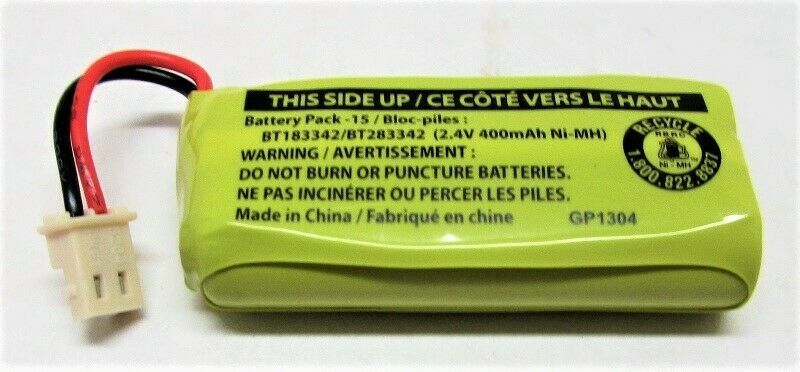 THIS SIDE UP / CE CÔTÉ VERS LE HAUT
Battery Pack -15 / Bloc-piles :
BT183342/BT283342 (2.4V 400mAh Ni-MH)
WARNING / AVERTISSEMENT :
DO NOT BURN OR PUNCTURE BATTERIES.
NE PAS INCINÉRER OU PERCER LES PILES.
Made in China / Fabriqué en chine GP1304
RECYCLE
RBRC
Ni-MH
1.800.822.8837